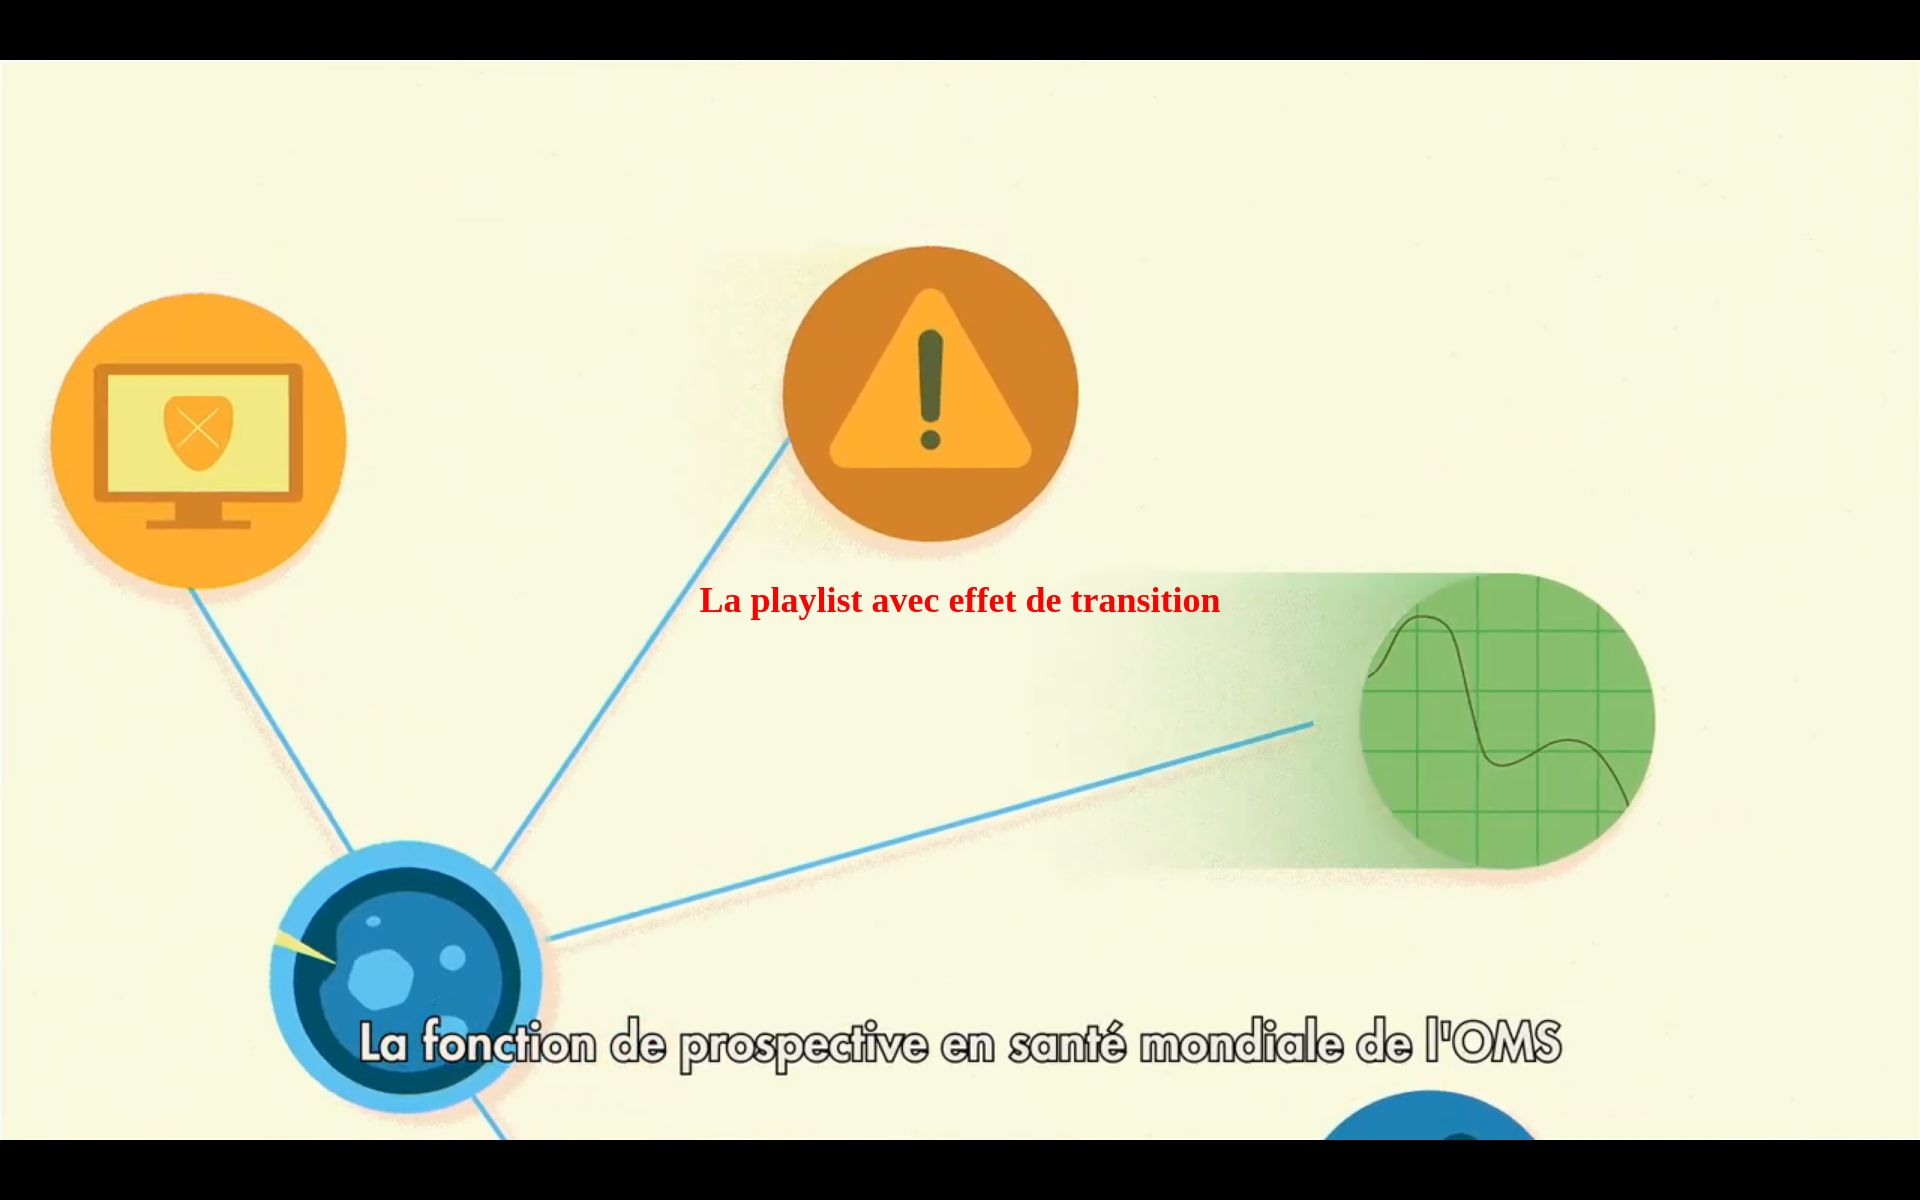 La playlist avec effet de transition
La fonction de prospective en santé mondiale de l'OMS